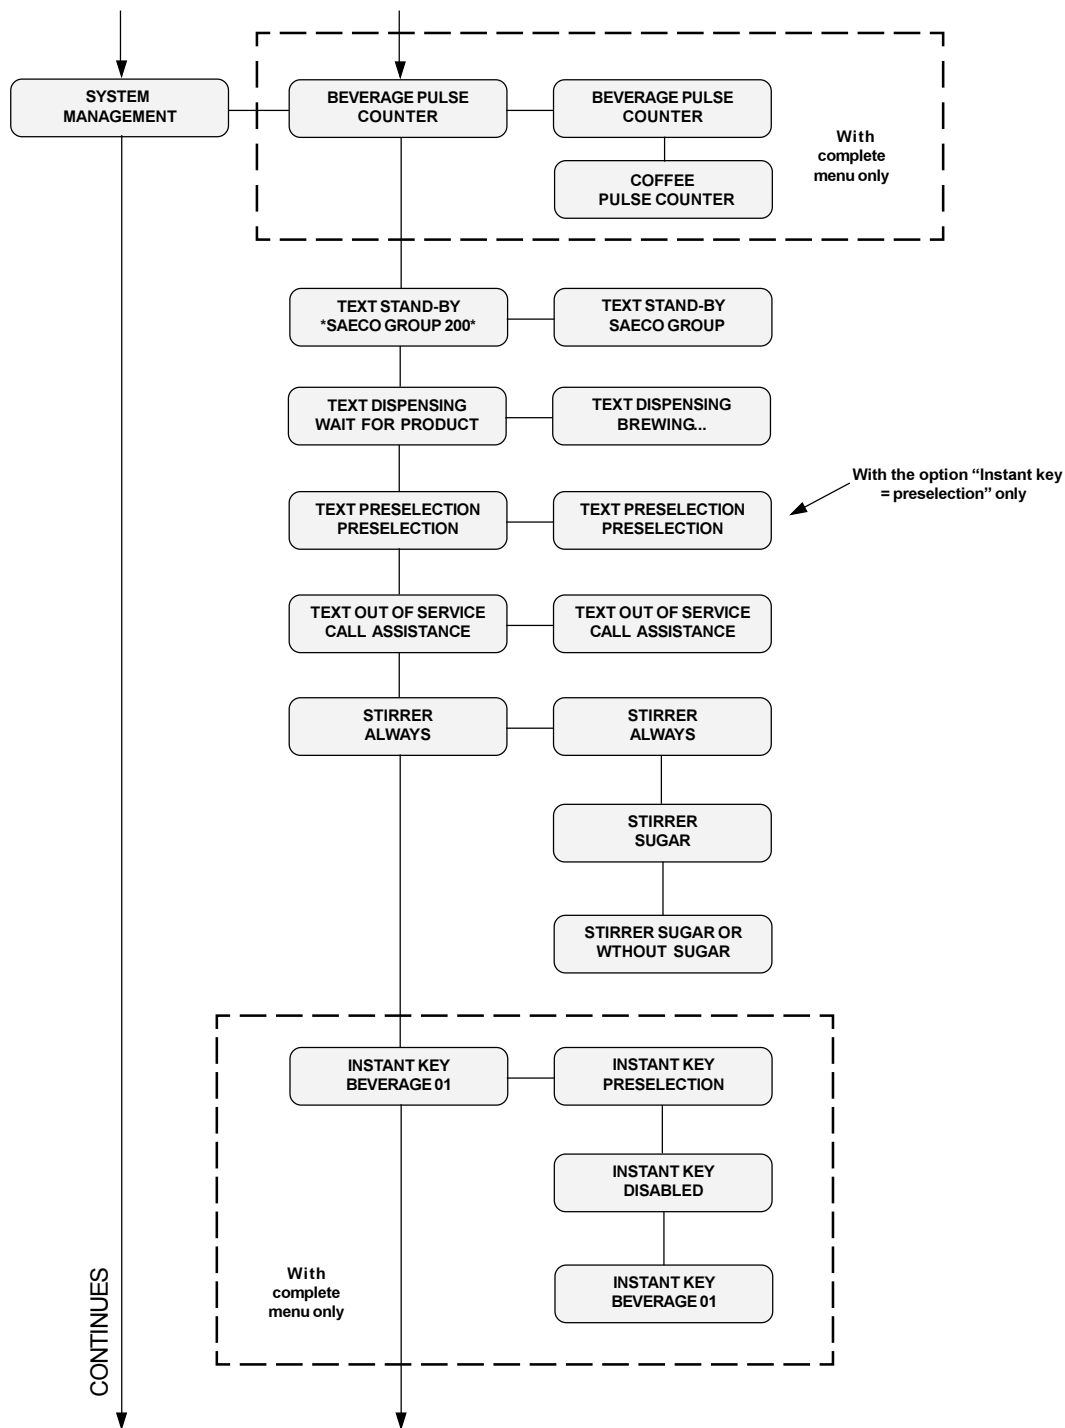 SYSTEM
MANAGEMENT
BEVERAGE PULSE
COUNTER
BEVERAGE PULSE
COUNTER
With
complete
menu only
COFFEE
PULSE COUNTER
TEXT STAND-BY
*SAECO GROUP 200*
TEXT STAND-BY
SAECO GROUP
TEXT DISPENSING
WAIT FOR PRODUCT
TEXT DISPENSING
BREWING...
With the option “Instant key
= preselection” only
TEXT PRESELECTION
PRESELECTION
TEXT PRESELECTION
PRESELECTION
TEXT OUT OF SERVICE
CALL ASSISTANCE
TEXT OUT OF SERVICE
CALL ASSISTANCE
STIRRER
ALWAYS
STIRRER
ALWAYS
STIRRER
SUGAR
STIRRER SUGAR OR
WTHOUT SUGAR
INSTANT KEY
BEVERAGE 01
INSTANT KEY
PRESELECTION
INSTANT KEY
DISABLED
INSTANT KEY
BEVERAGE 01
With
complete
menu only
CONTINUES